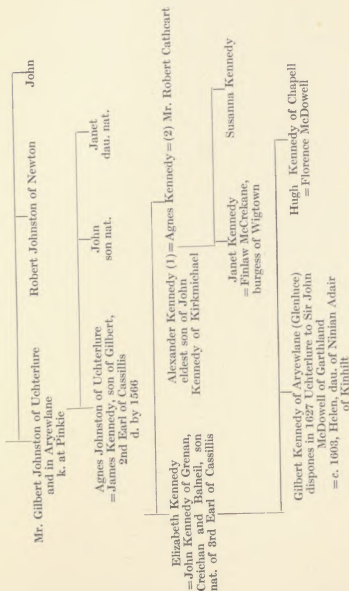 Mr. Gilbert Johnston of Uchterlure
and in Aryewlane
k. at Pinkie
Robert Johnston of Newton
John
Agnes Johnston of Uchterlure
=James Kennedy, son of Gilbert,
2nd Earl of Cassillis
d. by 1566
John
son nat.
Janet
dau. nat.
Elizabeth Kennedy
=John Kennedy of Grenan,
Creichan and Balneil, son
nat. of 3rd Earl of Cassilis
Alexander Kennedy (1)=Agnes Kennedy=(2) Mr. Robert Cathcart
eldest son of John
Kennedy of Kirkmichael
Janet Kennedy
=Finlaw McCrekane,
burgess of Wigtown
Susanna Kennedy
Gilbert Kennedy of Aryewlane (Glenluce)
dispones in 1627 Uchterlure to Sir John
McDowell of Garthland
=c. 1603, Helen, dau. of Ninian Adair
of Kinhilt
Hugh Kennedy of Chapell
=Florence McDowell